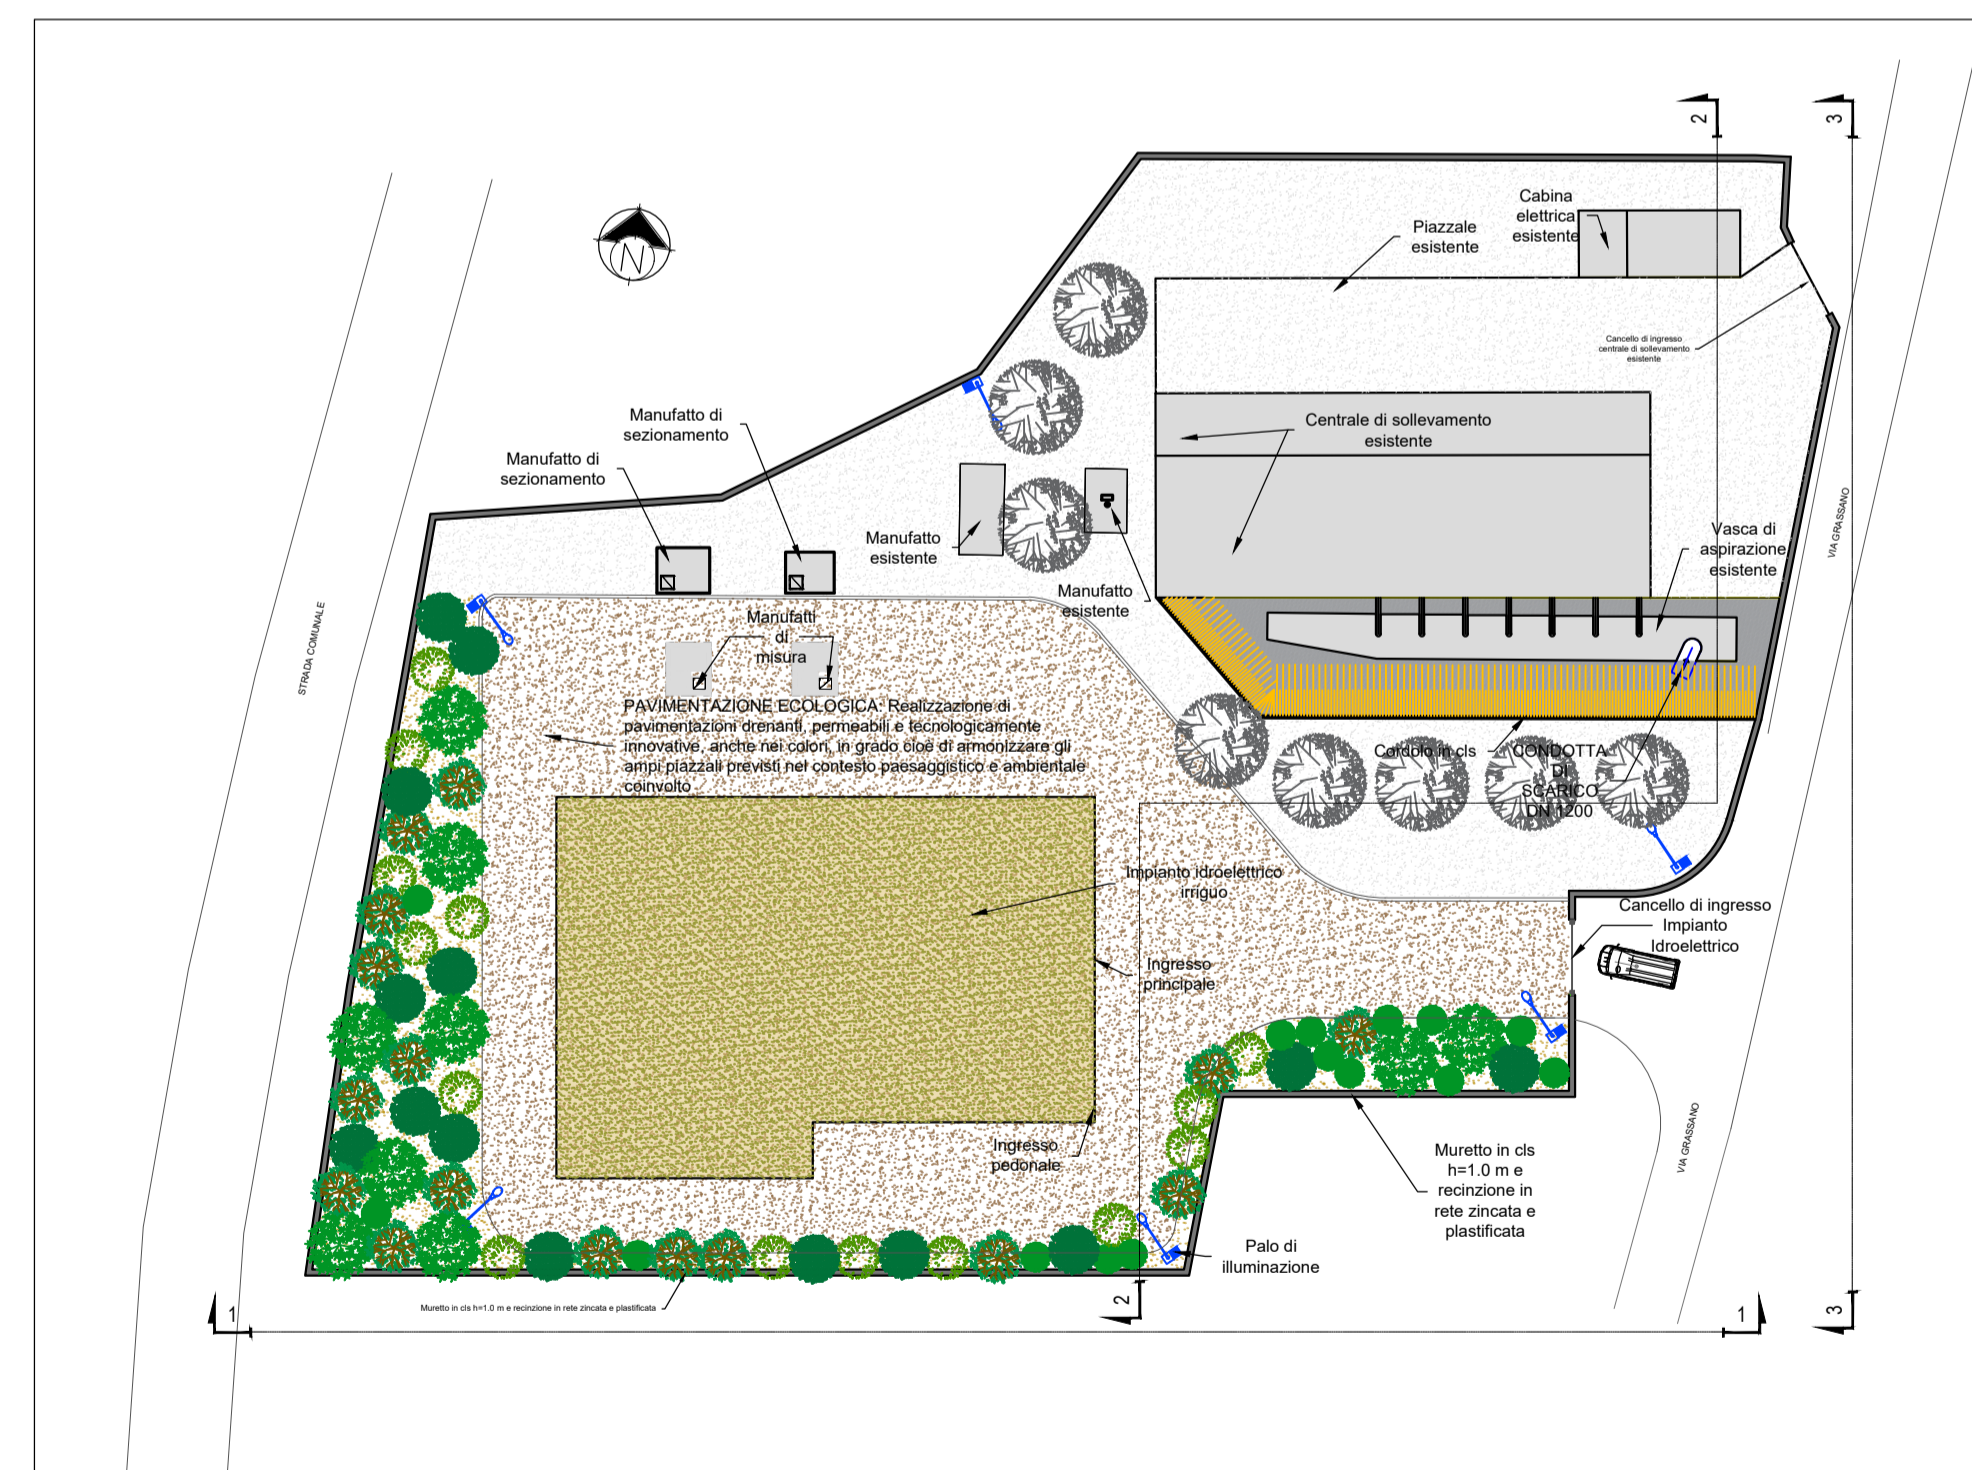 2
3
Cabina
elettrica
esistente
Piazzale
esistente
N
Cancello di ingresso
centrale di sollevamento
esistente
Manufatto di
sezionamento
Manufatto di
sezionamento
Centrale di sollevamento
esistente
VIA GRASSANO
Vasca di
aspirazione
esistente
Manufatto
esistente
Manufatto
esistente
STRADA COMUNALE
Manufatti
di
misura
PAVIMENTAZIONE ECOLOGICA: Realizzazione di
pavimentazioni drenanti, permeabili e tecnologicamente
innovative, anche nei colori, in grado cioè di armonizzare gli
ampi piazzali previsti nel contesto paesaggistico e ambientale
coinvolto
Cordolo in cls
CONDOTTA
DI
SCARICO
DN 1200
Impianto idroelettrico
irriguo
Cancello di ingresso
Impianto
Idroelettrico
Ingresso
principale
Ingresso
pedonale
VIA GRASSANO
Muretto in cls
h=1.0 m e
recinzione in
rete zincata e
plastificata
Palo di
illuminazione
Muretto in cls h=1.0 m e recinzione in rete zincata e plastificata
1
2
1
3